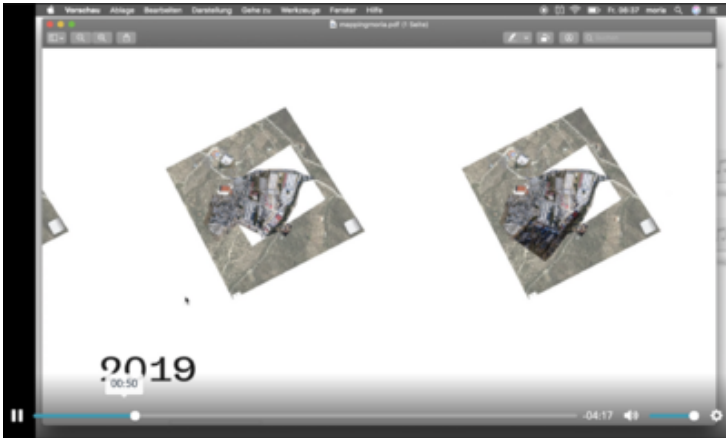 Vorschau Ablage Bearbeiten Darstellung Gehe zu Werkzeuge Fenster Hilfe Fr. 08:37 moria
mappingmoria.pdf (1 Seite)
2019
00:50
-04:17